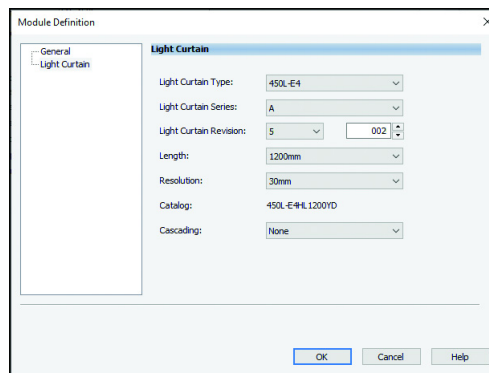 Module Definition
General
Light Curtain
Light Curtain
Light Curtain Type: 450L-E4
Light Curtain Series: A
Light Curtain Revision: 5 002
Length: 1200mm
Resolution: 30mm
Catalog: 450L-E4HL1200YD
Cascading: None
OK Cancel Help